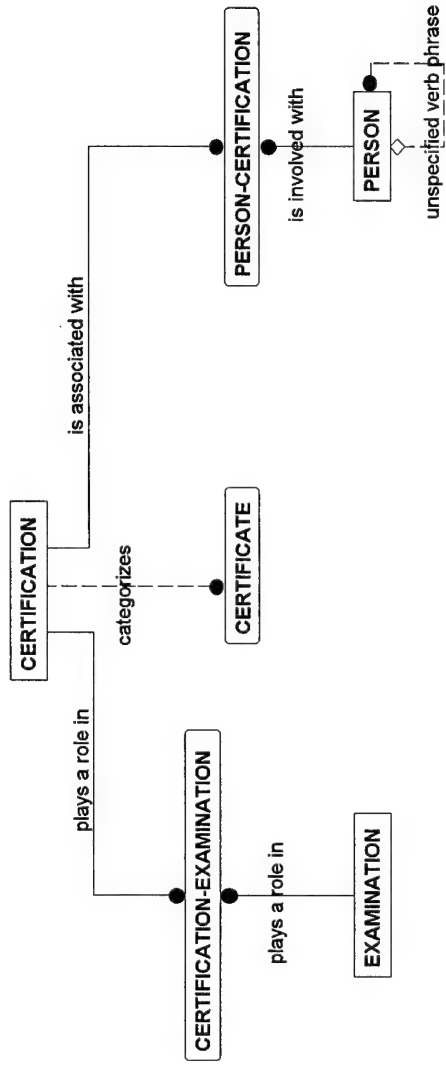 CERTIFICATION
plays a role in
is associated with
categorizes
CERTIFICATION-EXAMINATION
CERTIFICATE
PERSON-CERTIFICATION
plays a role in
is involved with
EXAMINATION
PERSON
unspecified verb phrase